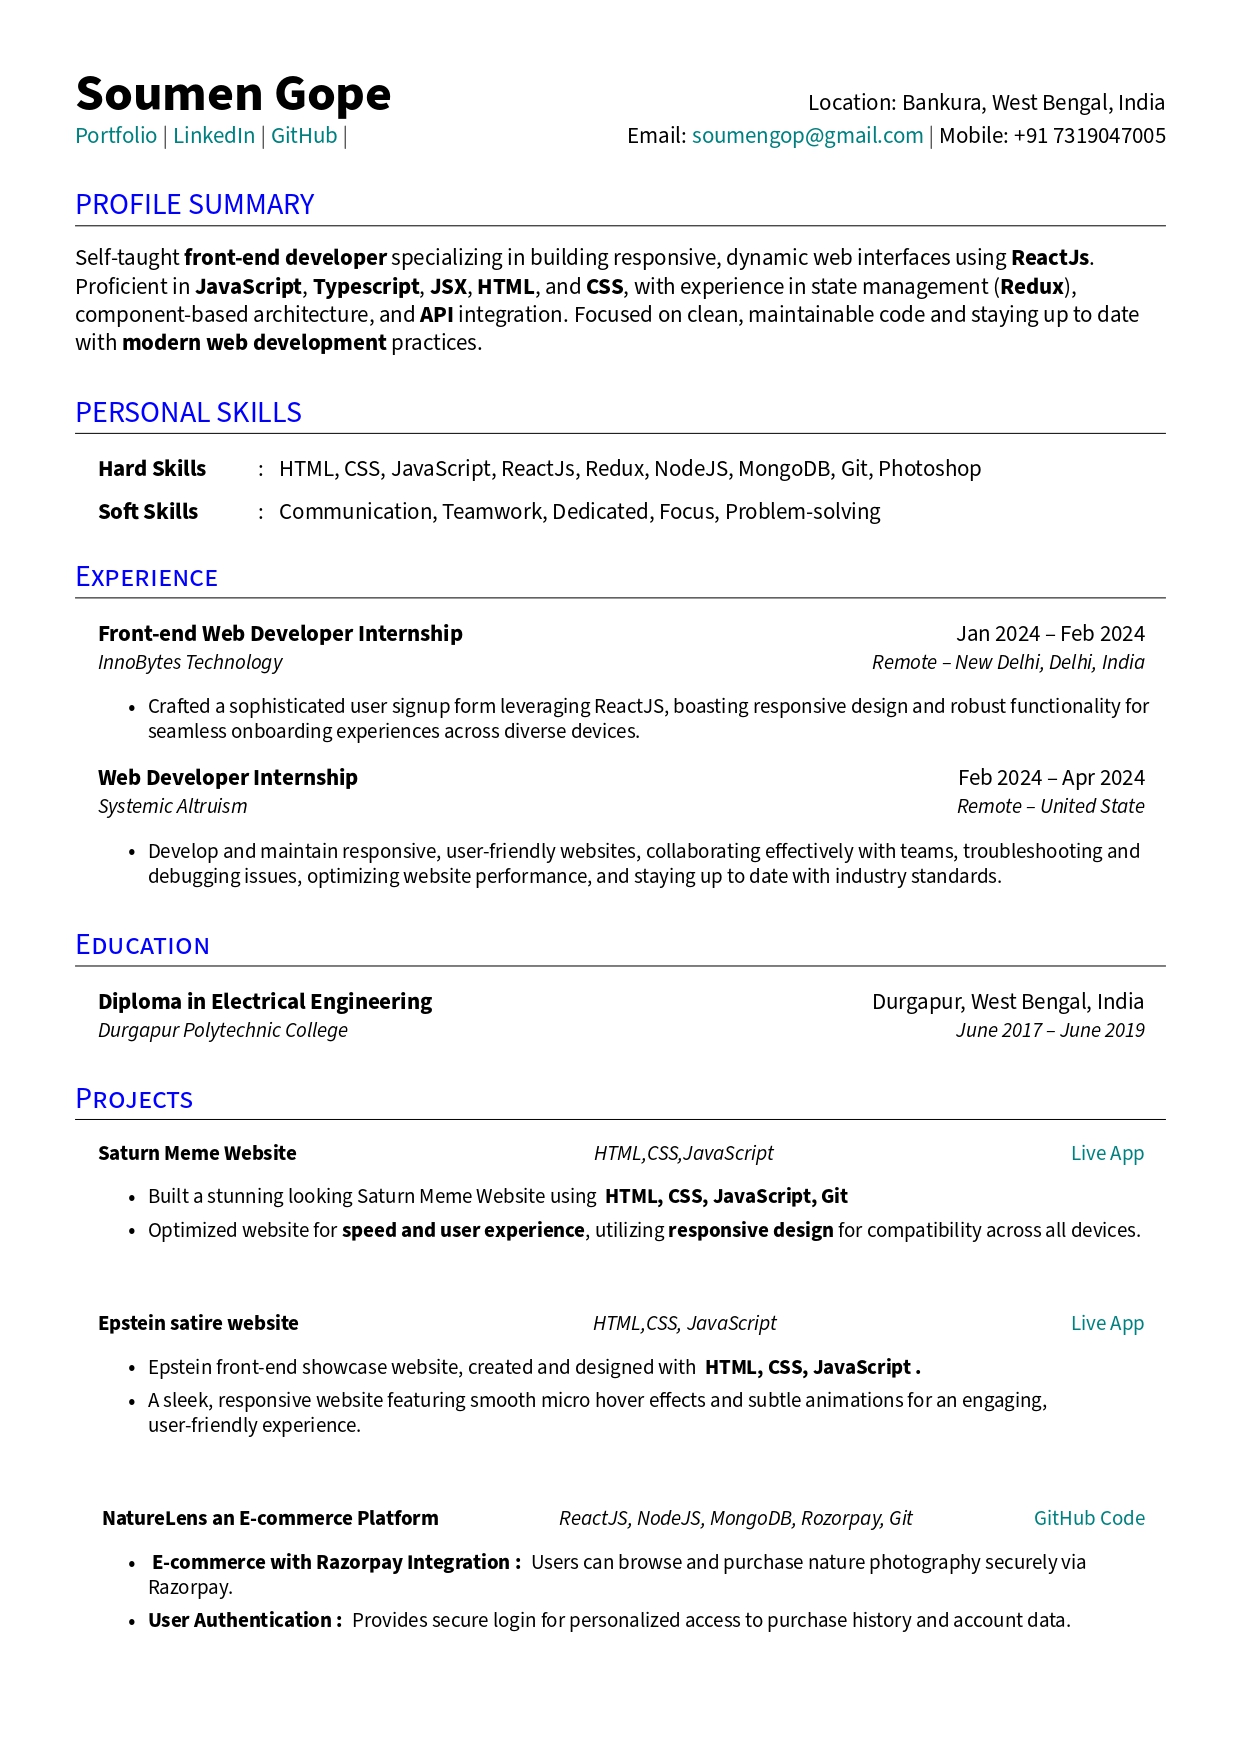 Soumen Gope
Location: Bankura, West Bengal, India
Portfolio | LinkedIn | GitHub |
Email: soumengop@gmail.com | Mobile: +91 7319047005
PROFILE SUMMARY
Self-taught front-end developer specializing in building responsive, dynamic web interfaces using ReactJs.
Proficient in JavaScript, Typescript, JSX, HTML, and CSS, with experience in state management (Redux),
component-based architecture, and API integration. Focused on clean, maintainable code and staying up to date
with modern web development practices.
PERSONAL SKILLS
Hard Skills : HTML, CSS, JavaScript, ReactJs, Redux, NodeJS, MongoDB, Git, Photoshop
Soft Skills : Communication, Teamwork, Dedicated, Focus, Problem-solving
EXPERIENCE
Front-end Web Developer Internship Jan 2024 – Feb 2024
InnoBytes Technology Remote – New Delhi, Delhi, India
• Crafted a sophisticated user signup form leveraging ReactJS, boasting responsive design and robust functionality for
seamless onboarding experiences across diverse devices.
Web Developer Internship Feb 2024 – Apr 2024
Systemic Altruism Remote – United State
• Develop and maintain responsive, user-friendly websites, collaborating effectively with teams, troubleshooting and
debugging issues, optimizing website performance, and staying up to date with industry standards.
EDUCATION
Diploma in Electrical Engineering Durgapur, West Bengal, India
Durgapur Polytechnic College June 2017 – June 2019
PROJECTS
Saturn Meme Website HTML,CSS,JavaScript Live App
• Built a stunning looking Saturn Meme Website using HTML, CSS, JavaScript, Git
• Optimized website for speed and user experience, utilizing responsive design for compatibility across all devices.
Epstein satire website HTML,CSS, JavaScript Live App
• Epstein front-end showcase website, created and designed with HTML, CSS, JavaScript .
• A sleek, responsive website featuring smooth micro hover effects and subtle animations for an engaging,
user-friendly experience.
NatureLens an E-commerce Platform ReactJS, NodeJS, MongoDB, Rozorpay, Git GitHub Code
• E-commerce with Razorpay Integration : Users can browse and purchase nature photography securely via
Razorpay.
• User Authentication : Provides secure login for personalized access to purchase history and account data.